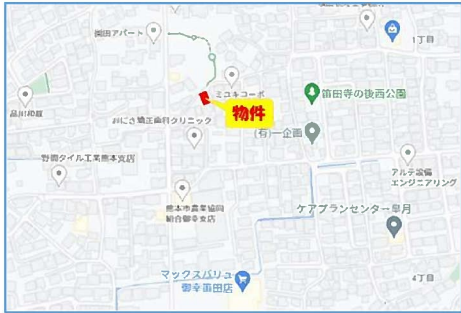 園田アパート
1丁目
ミユキコーポ
笛田寺の後西公園
品川和裁
物件
おにき矯正歯科クリニック
(有)一企画
野間タイル工業熊本支店
アルテ設備
エンジニアリング
熊本市農業協同
組合御幸支店
ケアプランセンター皐月
マックスバリュ
御幸笛田店
4丁目